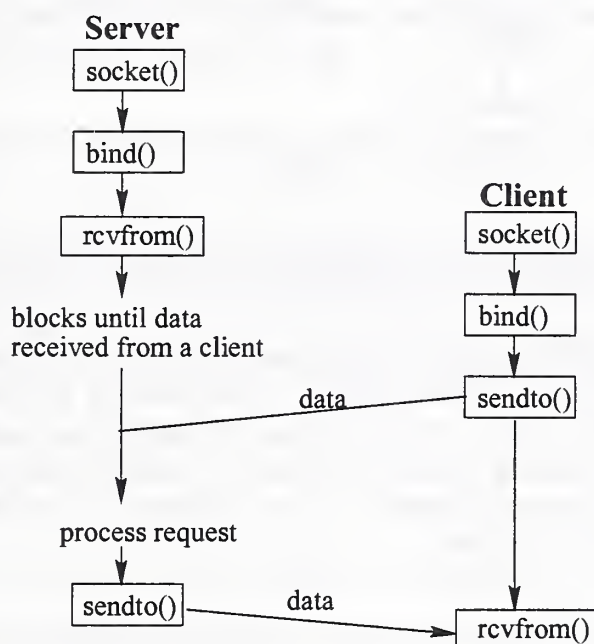 Server
socket()
bind()
rcvfrom()
blocks until data
received from a client
process request
sendto()
Client
socket()
bind()
sendto()
rcvfrom()
data
data